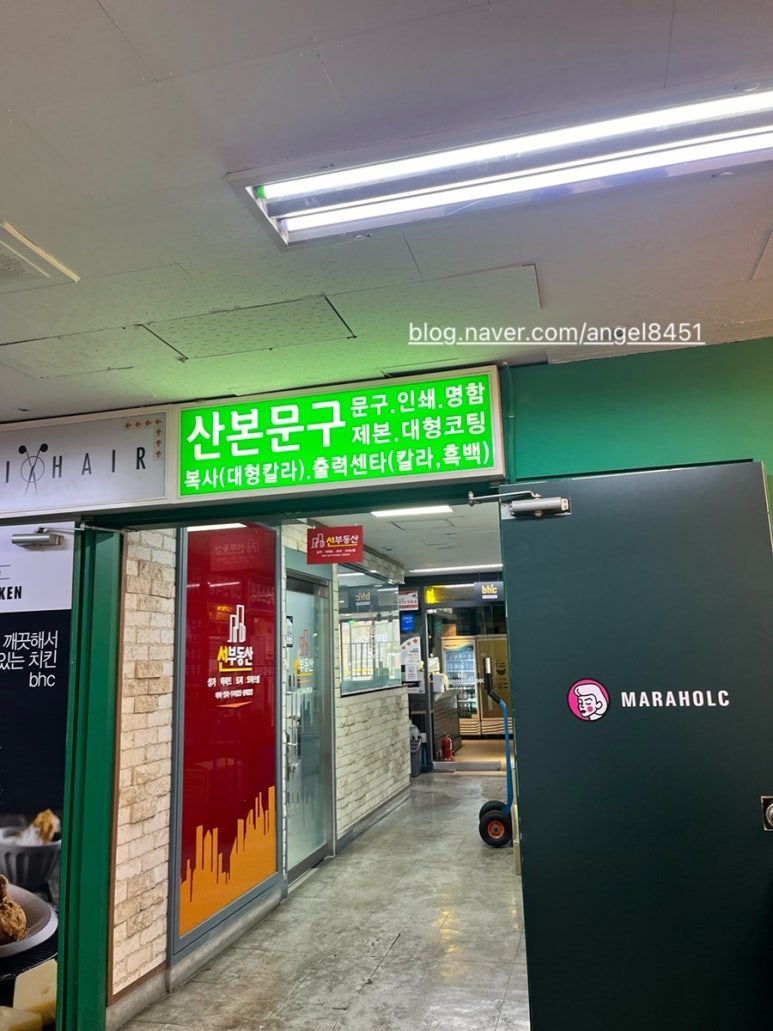 blog.naver.com/angel8451
산본문구
문구.인쇄.명함
제본.대형코팅
복사(대형칼라).출력센타(칼라,흑백)
HAIR
선부동산
선부동산
bhc
KEN
깨끗해서
있는 치킨
bhc
MARAHOLC